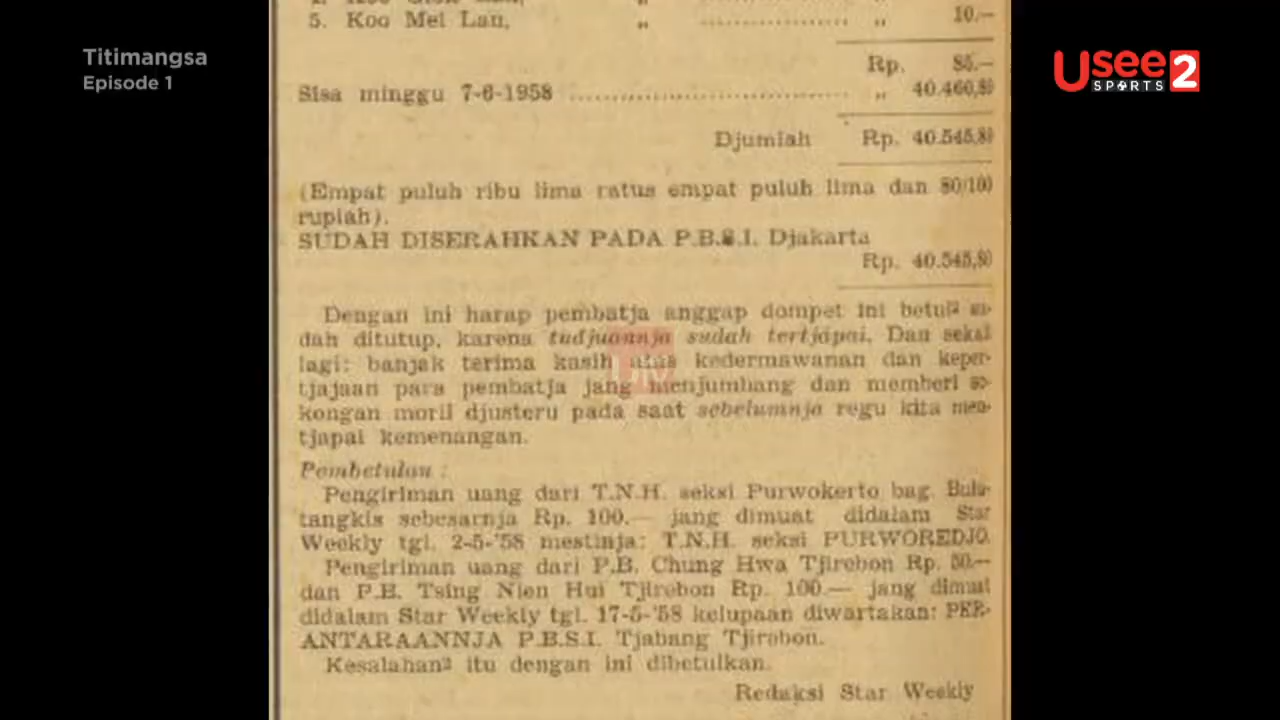 Titimangsa
Episode 1
Usee2
SPORTS
5. Koo Mei Lan, „ .................... „ 10.—
Rp. 85.—
Sisa minggu 7-6-1958 ........................................ „ 40.460,80
Djumlah Rp. 40.545,80
(Empat puluh ribu lima ratus empat puluh lima dan 80/100
rupiah).
SUDAH DISERAHKAN PADA P.B.S.I. Djakarta
Rp. 40.545,80
Dengan ini harap pembatja anggap dompet ini betul² su-
dah ditutup, karena tudjuannja sudah tertjapai. Dan sekali
lagi: banjak terima kasih atas kedermawanan dan keper-
tjajaan para pembatja jang menjumbang dan memberi so-
kongan moril djusteru pada saat sebelumnja regu kita men-
tjapai kemenangan.
Pembetulan :
Pengiriman uang dari T.N.H. seksi Purwokerto bag. Bulu-
tangkis sebesarnja Rp. 100.— jang dimuat didalam Star
Weekly tgl. 2-5-'58 mestinja: T.N.H. seksi PURWOREDJO.
Pengiriman uang dari P.B. Chung Hwa Tjirebon Rp. 50.—
dan P.B. Tsing Nien Hui Tjirebon Rp. 100.— jang dimuat
didalam Star Weekly tgl. 17-5-'58 kelupaan diwartakan: PER-
ANTARAANNJA P.B.S.I. Tjabang Tjirebon.
Kesalahan² itu dengan ini dibetulkan.
Redaksi Star Weekly